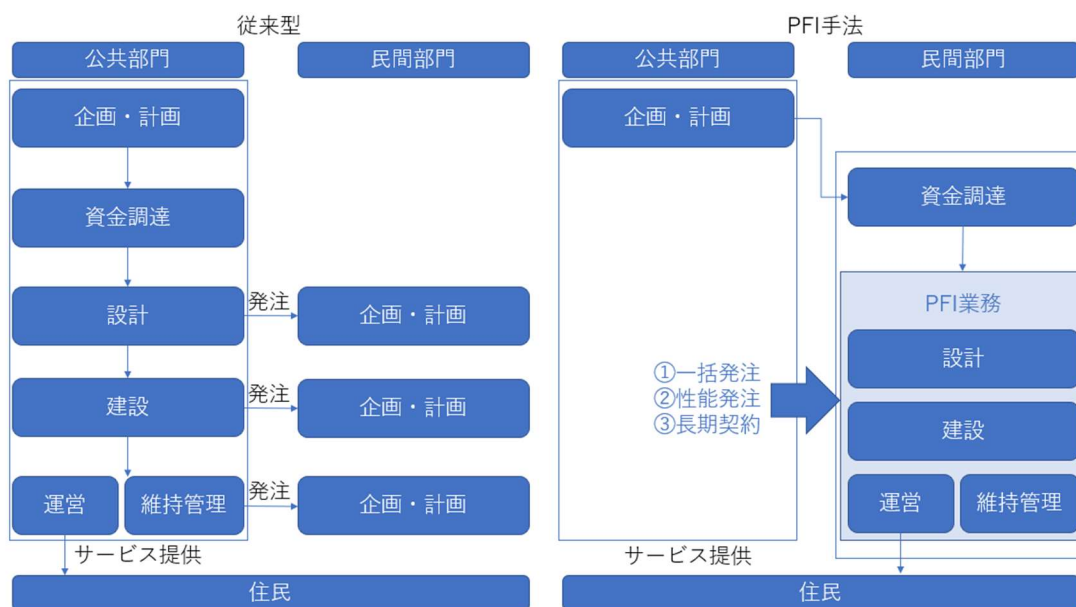 従来型
公共部門
民間部門
企画・計画
資金調達
設計
発注
企画・計画
建設
発注
企画・計画
運営
維持管理
発注
企画・計画
サービス提供
住民
PFI手法
公共部門
民間部門
企画・計画
資金調達
PFI業務
①一括発注
②性能発注
③長期契約
設計
建設
運営
維持管理
サービス提供
住民